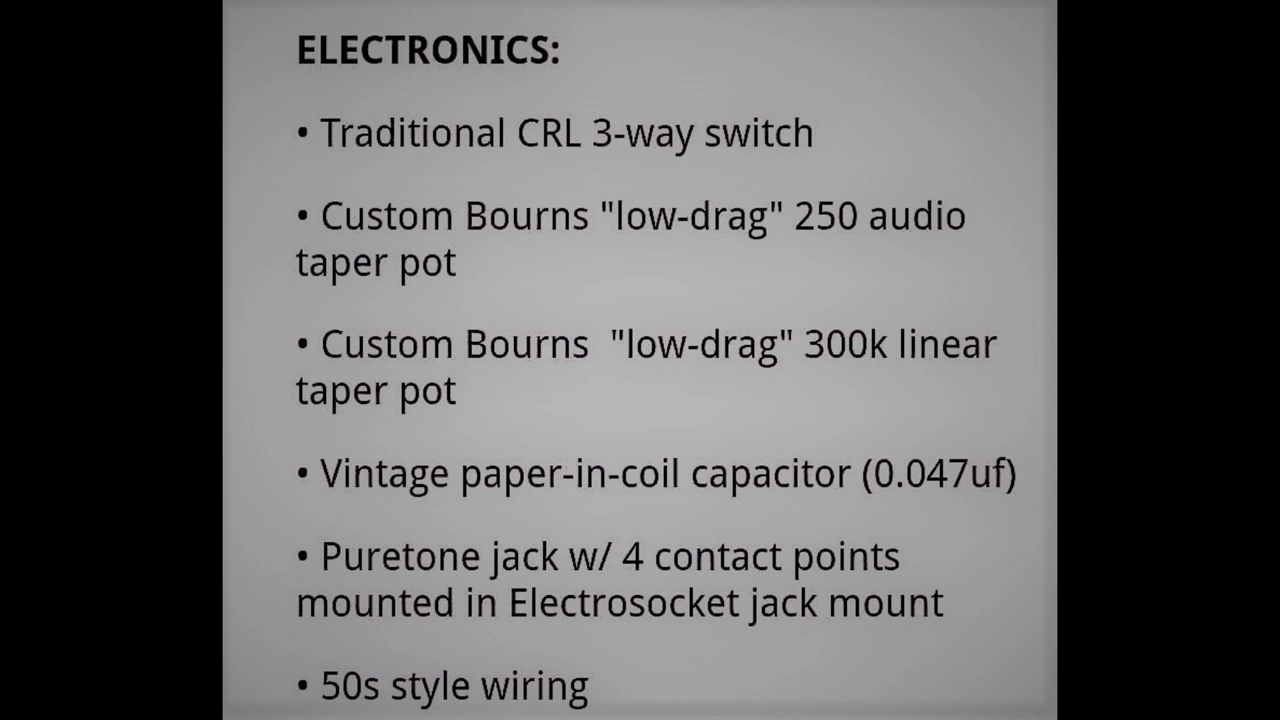 ELECTRONICS:
• Traditional CRL 3-way switch
• Custom Bourns "low-drag" 250 audio
taper pot
• Custom Bourns  "low-drag" 300k linear
taper pot
• Vintage paper-in-coil capacitor (0.047uf)
• Puretone jack w/ 4 contact points
mounted in Electrosocket jack mount
• 50s style wiring